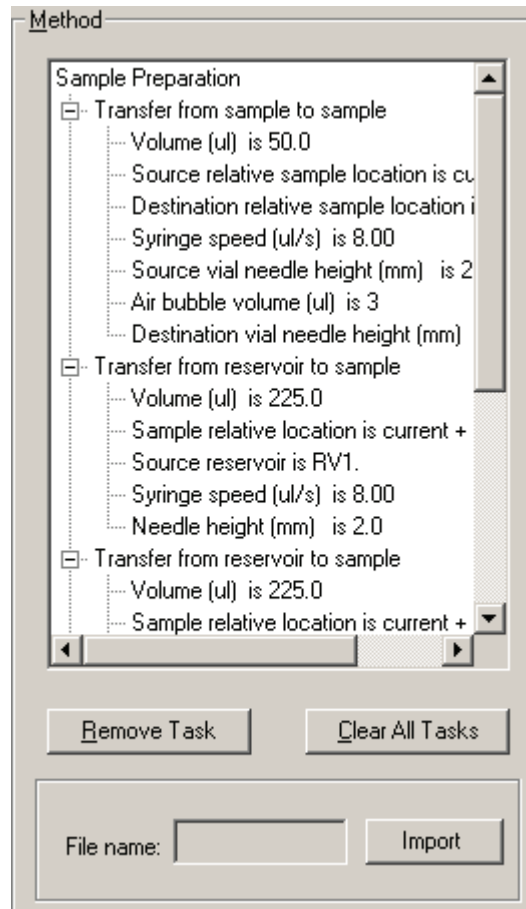 Method
Sample Preparation
Transfer from sample to sample
Volume (ul) is 50.0
Source relative sample location is cu
Destination relative sample location i
Syringe speed (ul/s) is 8.00
Source vial needle height (mm) is 2
Air bubble volume (ul) is 3
Destination vial needle height (mm)
Transfer from reservoir to sample
Volume (ul) is 225.0
Sample relative location is current +
Source reservoir is RV1.
Syringe speed (ul/s) is 8.00
Needle height (mm) is 2.0
Transfer from reservoir to sample
Volume (ul) is 225.0
Sample relative location is current +
Remove Task Clear All Tasks
File name: Import